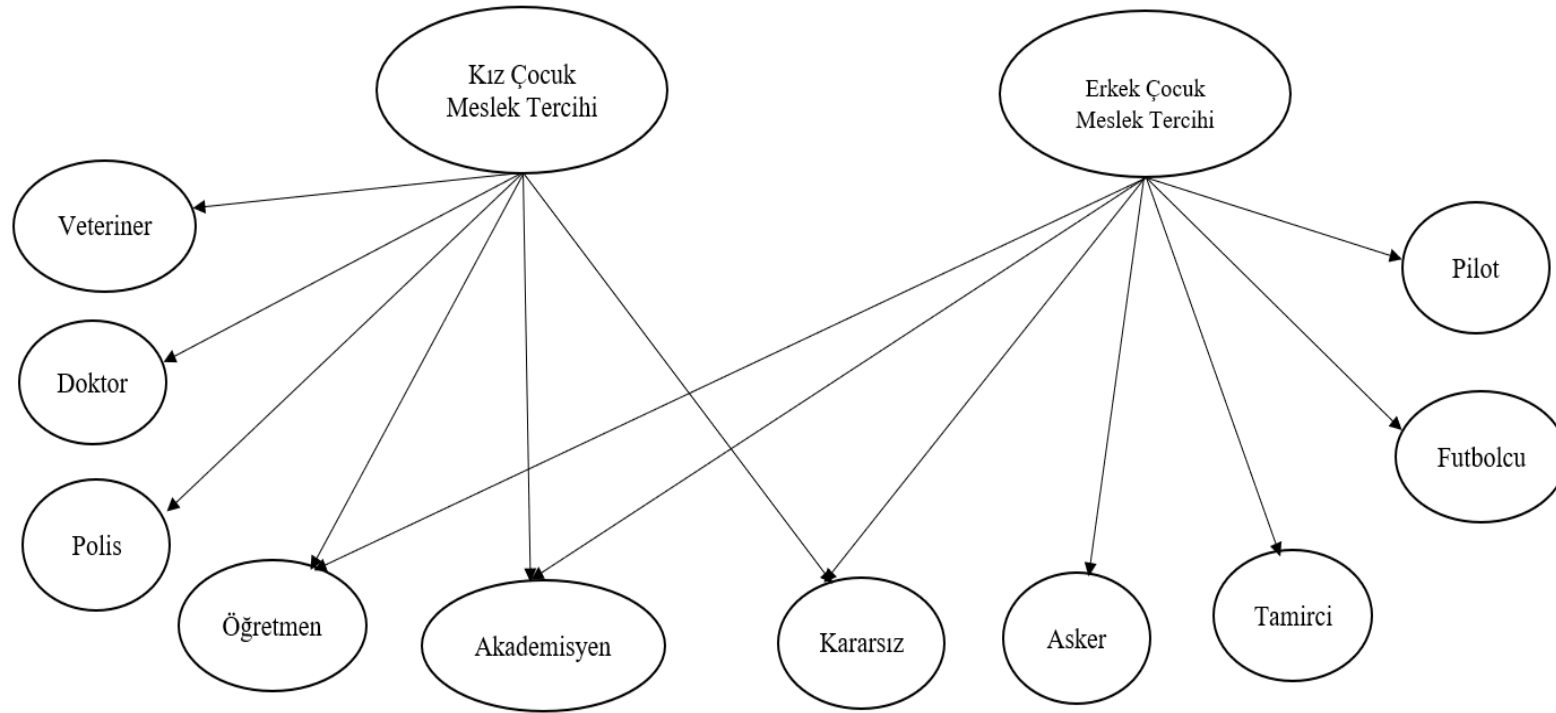 Kız Çocuk
Meslek Tercihi
Erkek Çocuk
Meslek Tercihi
Veteriner
Pilot
Doktor
Futbolcu
Polis
Öğretmen
Akademisyen
Kararsız
Asker
Tamirci